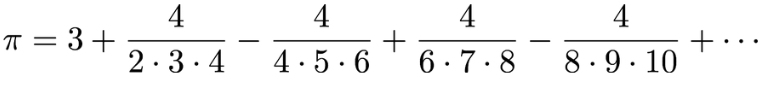 π = 3 + 4/(2·3·4) − 4/(4·5·6) + 4/(6·7·8) − 4/(8·9·10) + ···